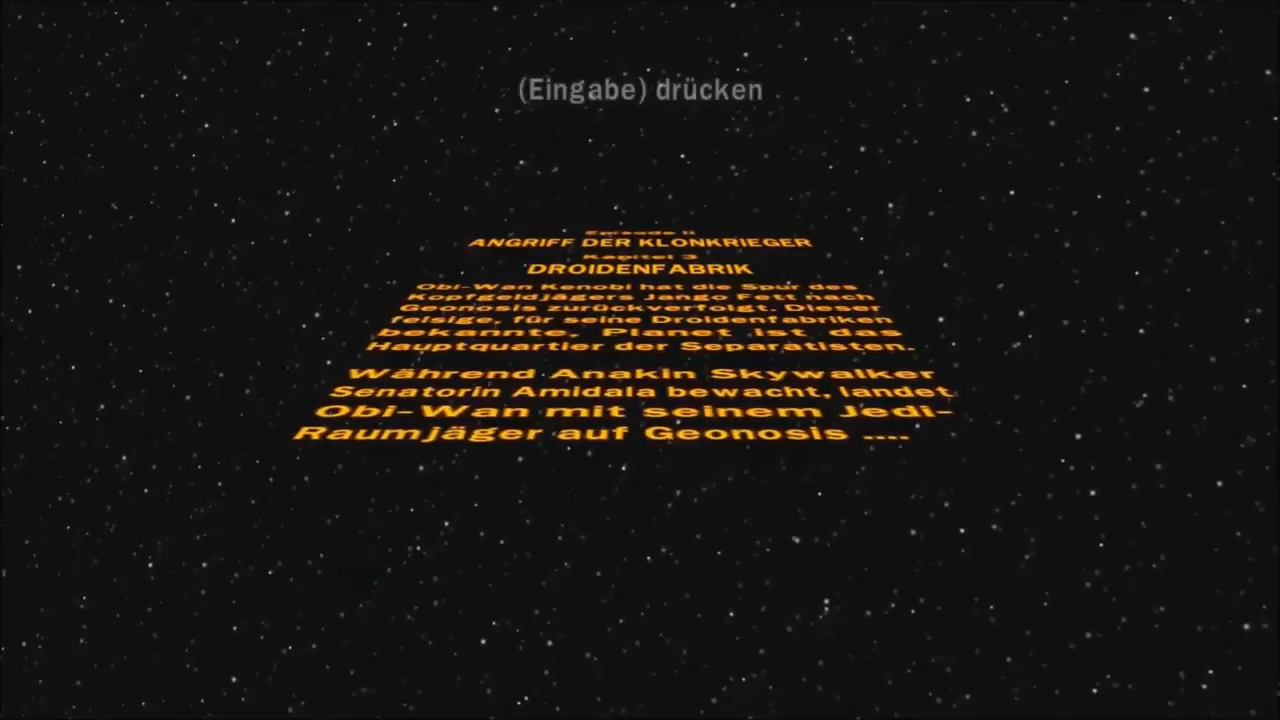 (Eingabe) drücken
Episode II
ANGRIFF DER KLONKRIEGER
Kapitel 3
DROIDENFABRIK
Obi-Wan Kenobi hat die Spur des
Kopfgeldjägers Jango Fett nach
Geonosis zurückverfolgt. Dieser
felsige, für seine Droidenfabriken
bekannte, Planet ist das
Hauptquartier der Separatisten.
Während Anakin Skywalker
Senatorin Amidala bewacht, landet
Obi-Wan mit seinem Jedi-
Raumjäger auf Geonosis ....